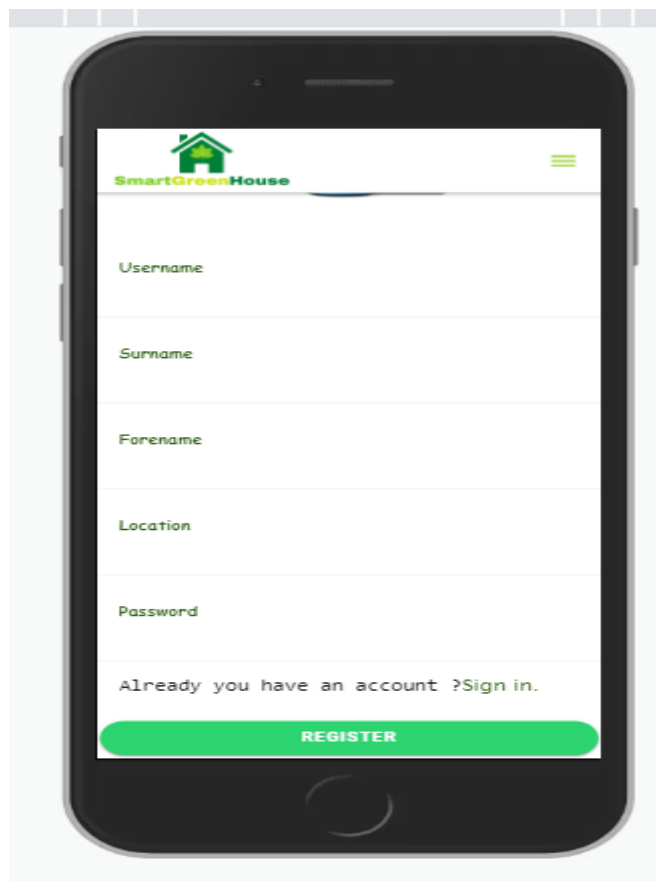 SmartGreenHouse
Username
Surname
Forename
Location
Password
Already you have an account ?Sign in.
REGISTER